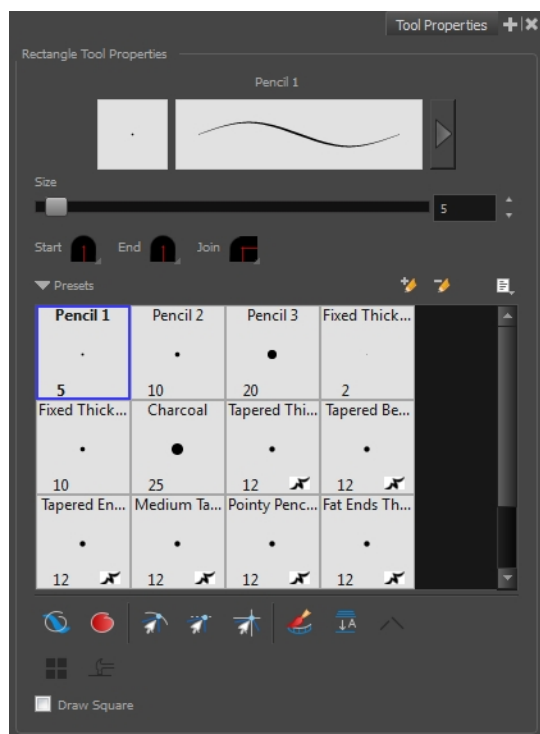 Tool Properties
Rectangle Tool Properties
Pencil 1
Size
5
Start End Join
Presets
Pencil 1 Pencil 2 Pencil 3 Fixed Thick...
5 10 20 2
Fixed Thick... Charcoal Tapered Thi... Tapered Be...
10 25 12 12
Tapered En... Medium Ta... Pointy Penc... Fat Ends Th...
12 12 12 12
A
Draw Square